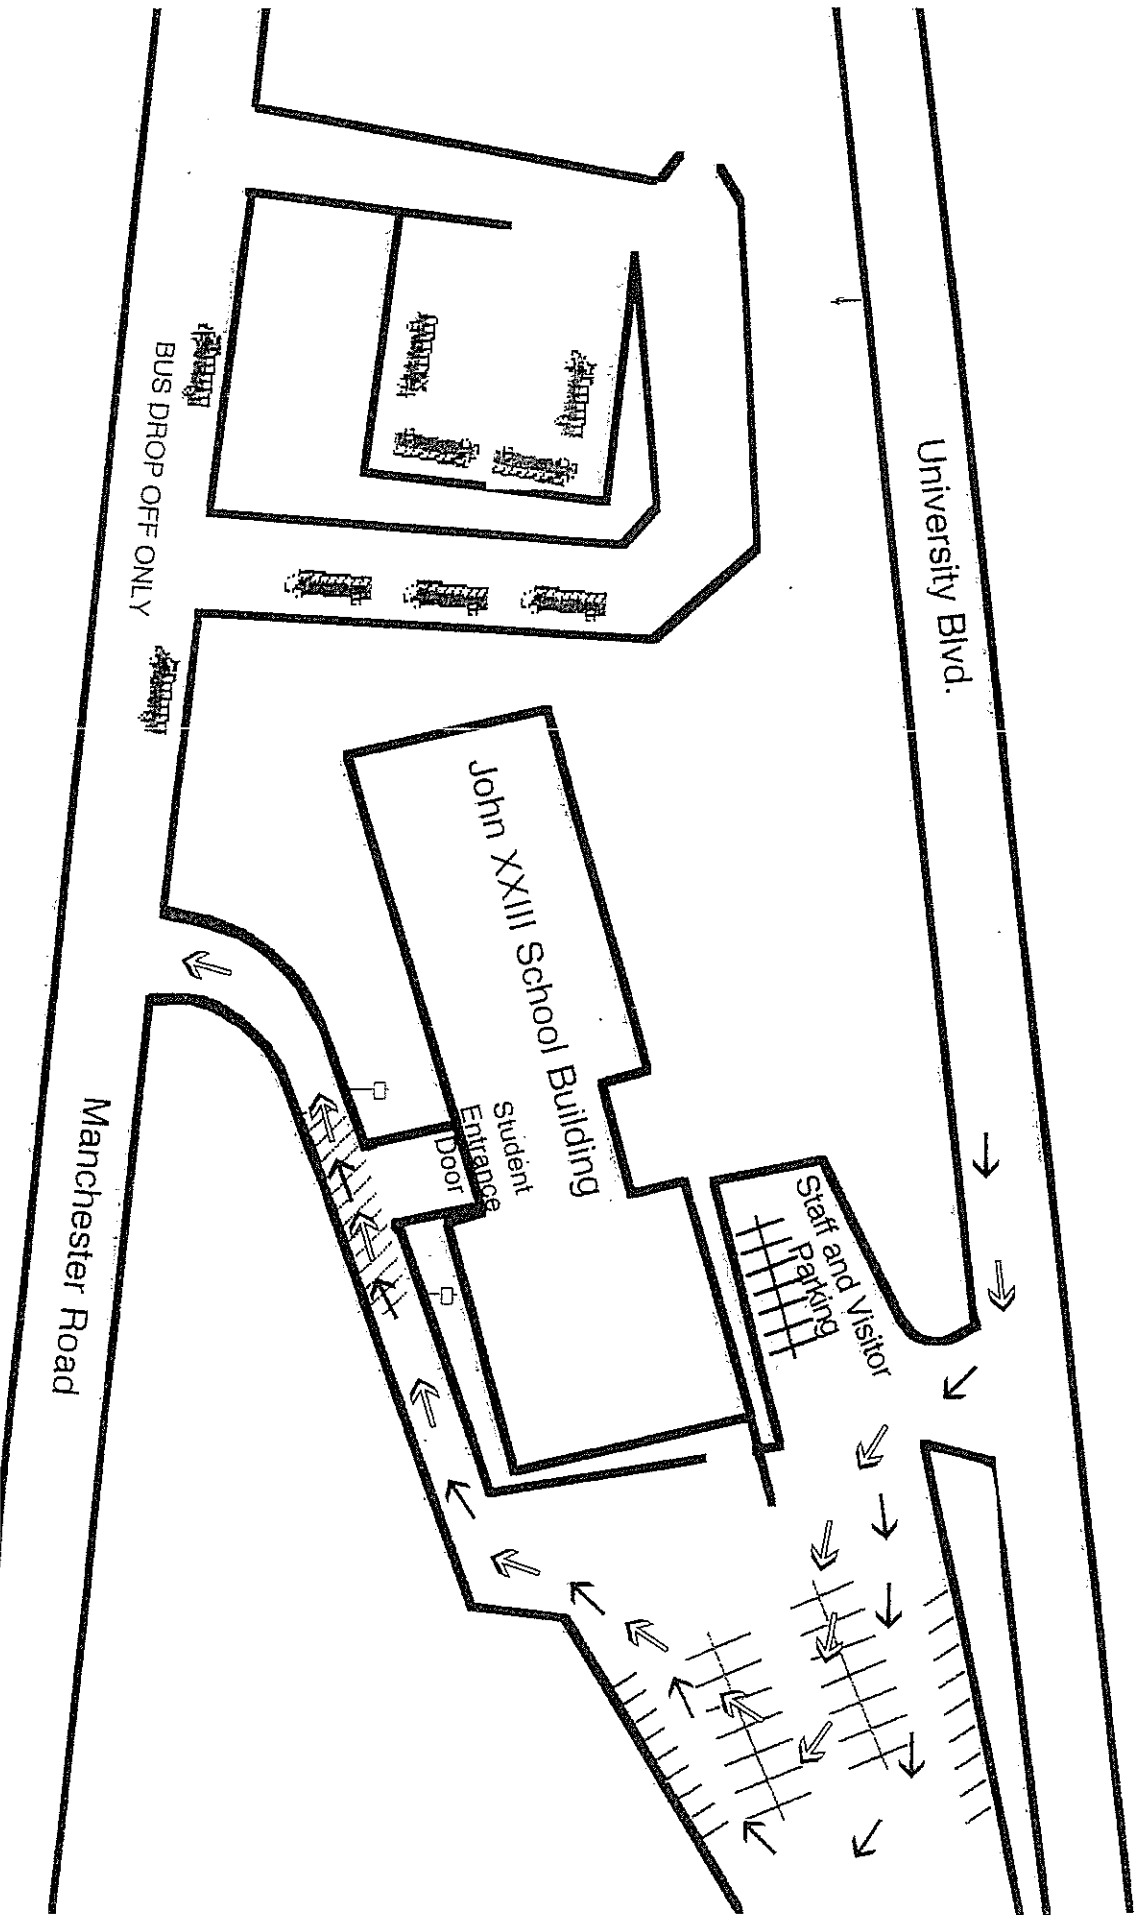 University Blvd.
BUS DROP OFF ONLY
John XXIII School Building
Student
Entrance
Door
Staff and Visitor
Parking
Manchester Road